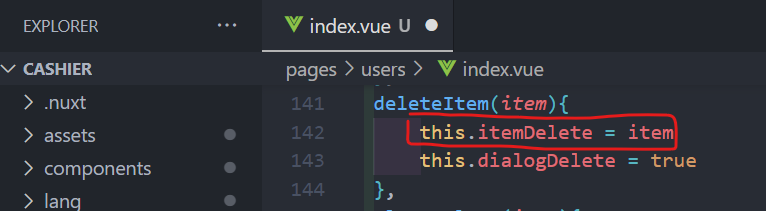 EXPLORER
···
index.vue U
CASHIER
pages > users > index.vue
.nuxt
assets
components
lang
141 deleteItem(item){
142 this.itemDelete = item
143 this.dialogDelete = true
144 },